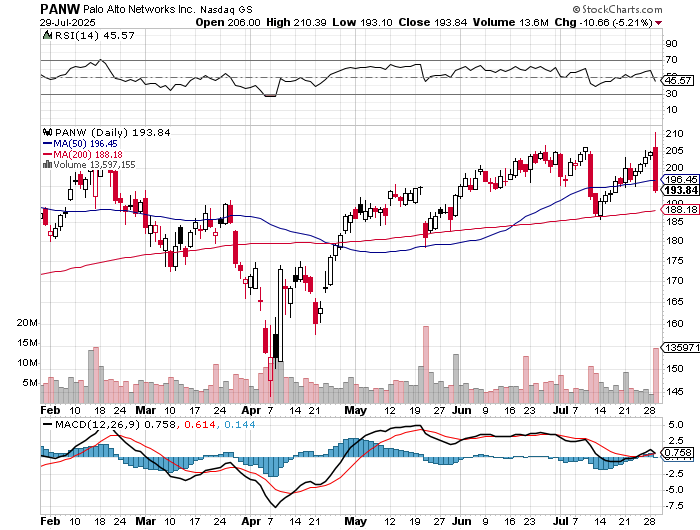 PANW Palo Alto Networks Inc. Nasdaq GS © StockCharts.com
29-Jul-2025 Open 206.00 High 210.39 Low 193.10 Close 193.84 Volume 13.6M Chg -10.66 (-5.21%)
RSI(14) 45.57
90
70
50
45.57
30
10
PANW (Daily) 193.84
MA(50) 196.45
MA(200) 188.18
Volume 13,597,155
210
205
200
196.45
193.84
190
188.18
185
180
175
170
165
160
155
150
145
20M
15M
10M
5M
135971
Feb 10 18 24 Mar 10 17 24 Apr 7 14 21 May 12 19 27 Jun 9 16 23 Jul 7 14 21 28
MACD(12,26,9) 0.758, 0.614, 0.144
5.0
2.5
0.758
-2.5
-5.0
-7.5
Feb 10 18 24 Mar 10 17 24 Apr 7 14 21 May 12 19 27 Jun 9 16 23 Jul 7 14 21 28